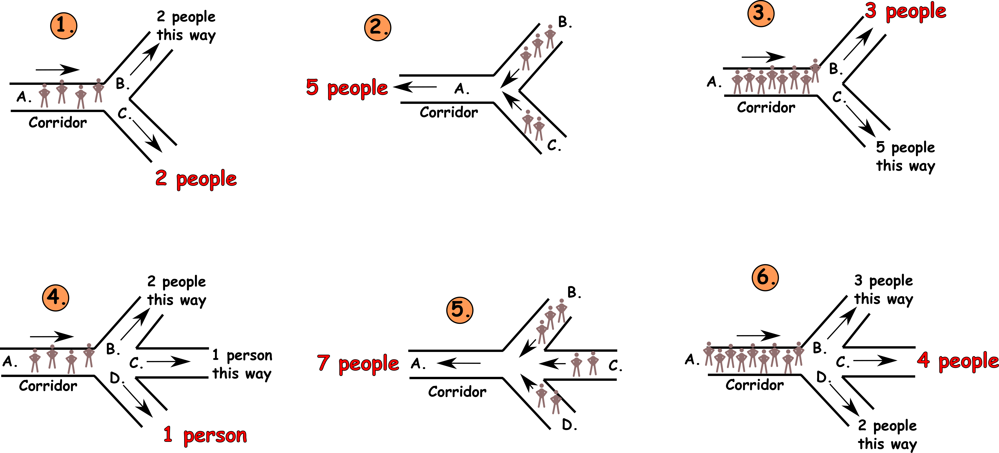 1.
2 people
this way
B.
A.
C.
Corridor
2 people
2.
B.
5 people
A.
Corridor
C.
3.
3 people
B.
A.
C.
Corridor
5 people
this way
4.
2 people
this way
B.
A.
C.
1 person
this way
D.
Corridor
1 person
5.
B.
7 people
A.
C.
Corridor
D.
6.
3 people
this way
B.
A.
C.
4 people
D.
Corridor
2 people
this way